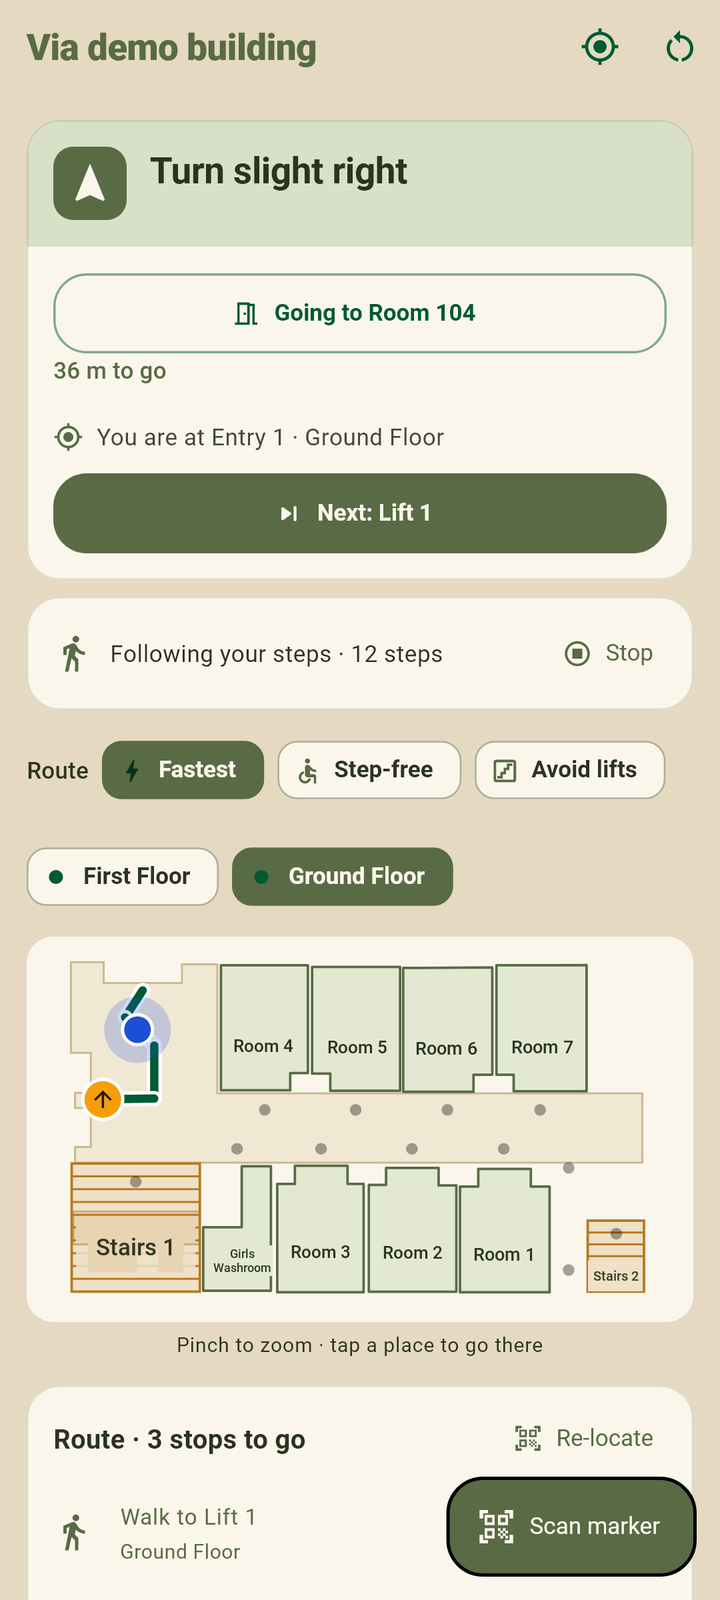 Via demo building
Turn slight right
Going to Room 104
36 m to go
You are at Entry 1 · Ground Floor
Next: Lift 1
Following your steps · 12 steps
Stop
Route
Fastest
Step-free
Avoid lifts
First Floor
Ground Floor
Room 4
Room 5
Room 6
Room 7
Stairs 1
Girls
Washroom
Room 3
Room 2
Room 1
Stairs 2
Pinch to zoom · tap a place to go there
Route · 3 stops to go
Re-locate
Walk to Lift 1
Ground Floor
Scan marker